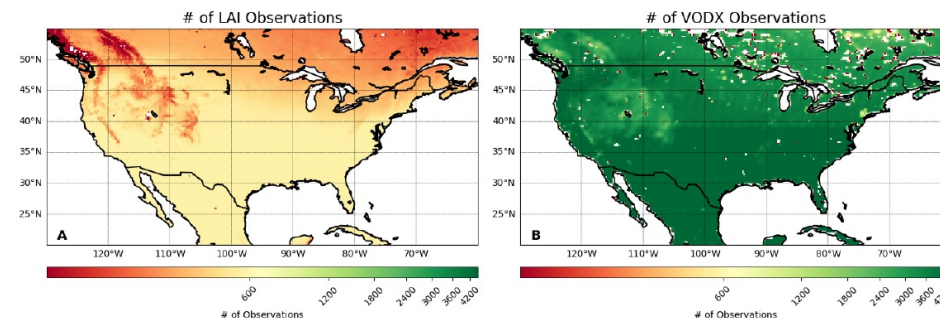 # of LAI Observations
# of VODX Observations
50°N
45°N
40°N
35°N
30°N
25°N
A
120°W
110°W
100°W
90°W
80°W
70°W
600
1200
1800
2400
3000
3600
4200
# of Observations
50°N
45°N
40°N
35°N
30°N
25°N
B
120°W
110°W
100°W
90°W
80°W
70°W
600
1200
1800
2400
3000
3600
# of Observations